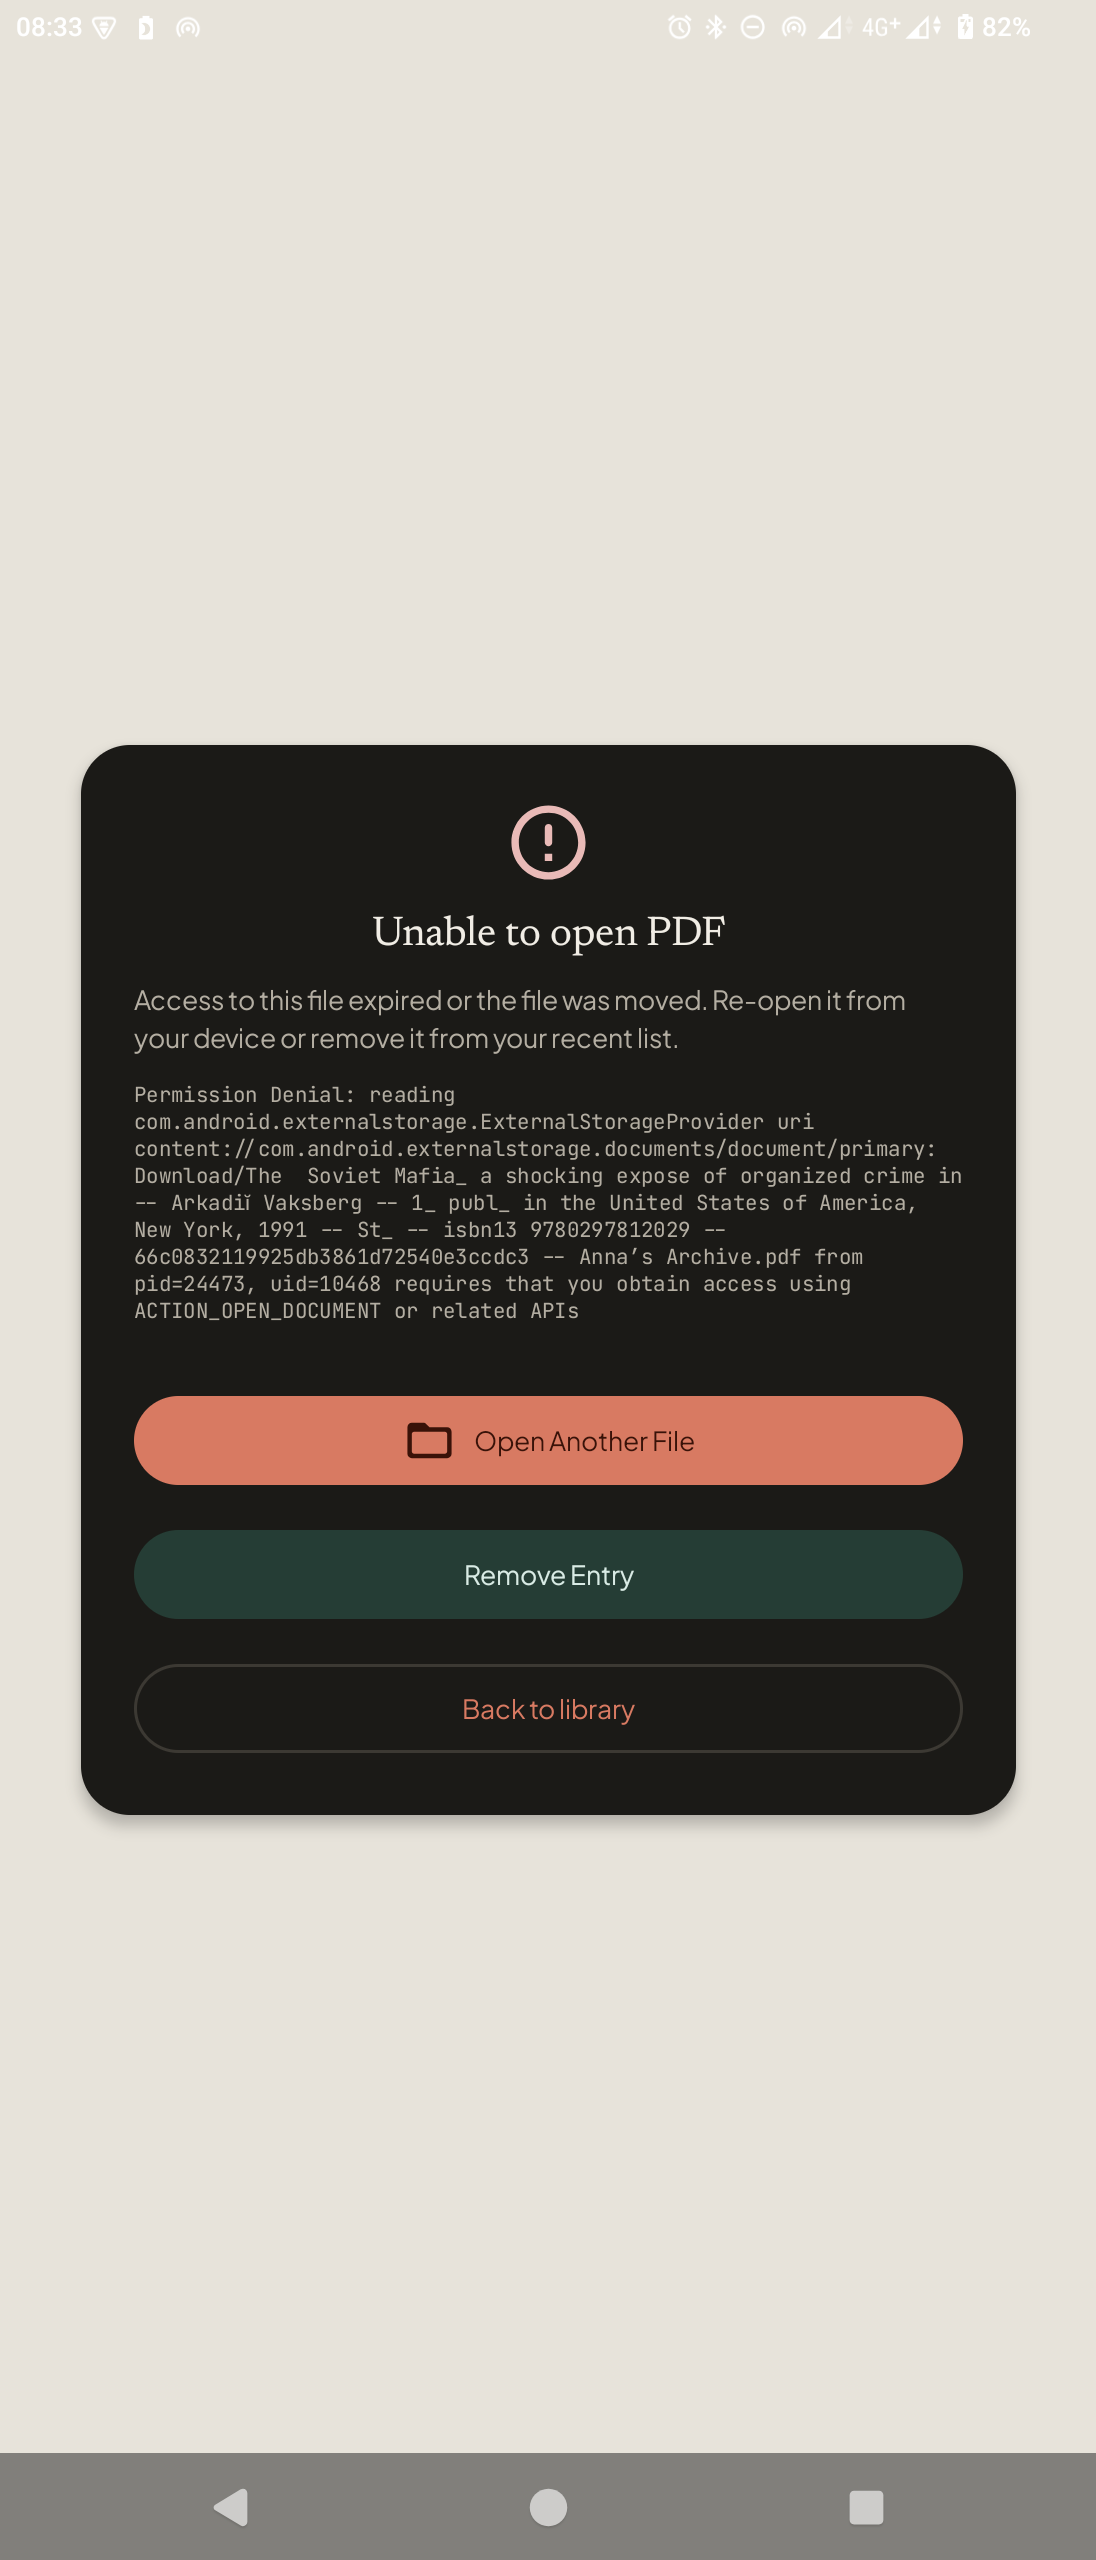 08:33
4G+ 82%
Unable to open PDF
Access to this file expired or the file was moved. Re-open it from
your device or remove it from your recent list.
Permission Denial: reading
com.android.externalstorage.ExternalStorageProvider uri
content://com.android.externalstorage.documents/document/primary:
Download/The  Soviet Mafia_ a shocking expose of organized crime in
-- Arkadiĭ Vaksberg -- 1_ publ_ in the United States of America,
New York, 1991 -- St_ -- isbn13 9780297812029 --
66c0832119925db3861d72540e3ccdc3 -- Anna’s Archive.pdf from
pid=24473, uid=10468 requires that you obtain access using
ACTION_OPEN_DOCUMENT or related APIs
Open Another File
Remove Entry
Back to library